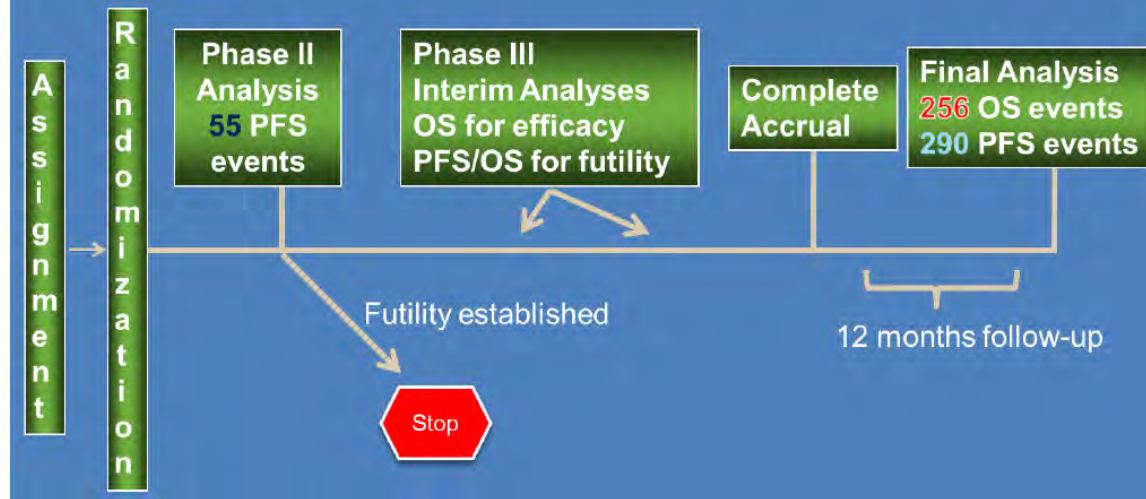 Assignment
Randomization
Phase II
Analysis
55 PFS
events
Phase III
Interim Analyses
OS for efficacy
PFS/OS for futility
Complete
Accrual
Final Analysis
256 OS events
290 PFS events
Futility established
12 months follow-up
Stop